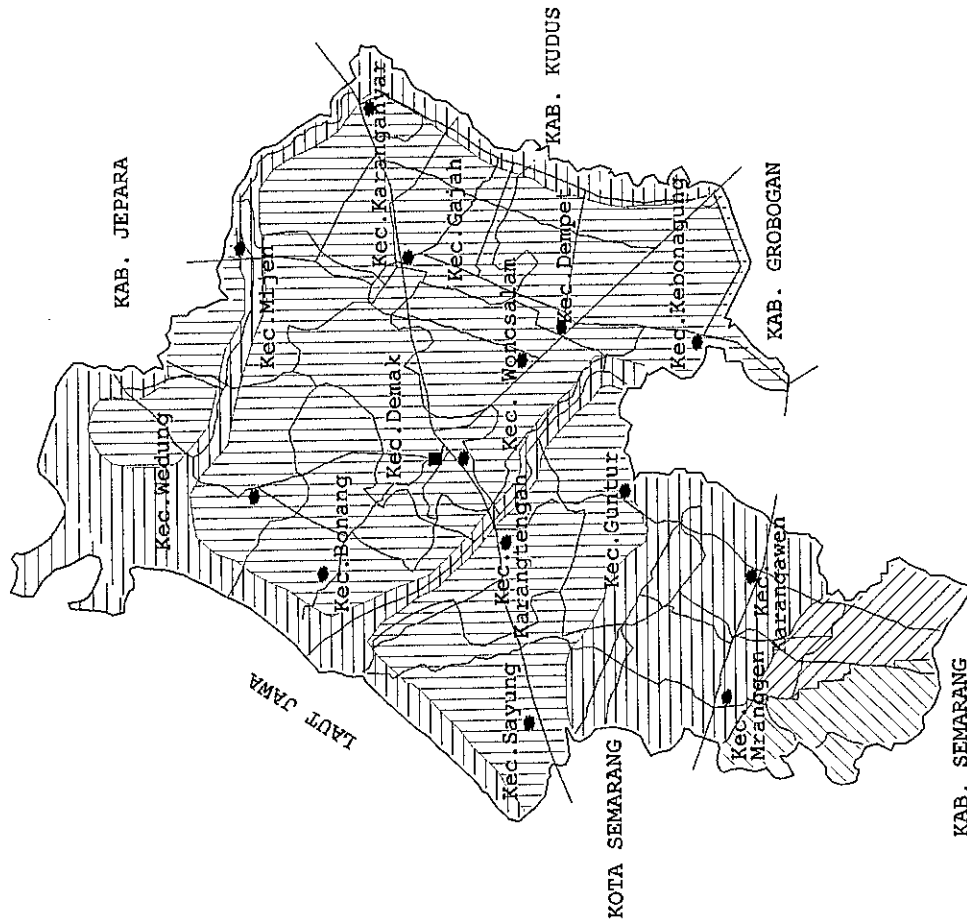 KAB. JEPARA
Kec.Wedung
Kec.Mijen
Kec.Karanganyar
KAB. KUDUS
Kec.Gajah
Kec.Demak
Kec.Bonang
LAUT JAWA
Kec. Wonosalam
Kec.Dempet
Kec.
Karangtengah
Kec.Guntur
Kec.Kebonagung
KAB. GROBOGAN
Kec.Sayung
KOTA SEMARANG
Kec.
Mranggen
Kec.
Karangawen
KAB. SEMARANG